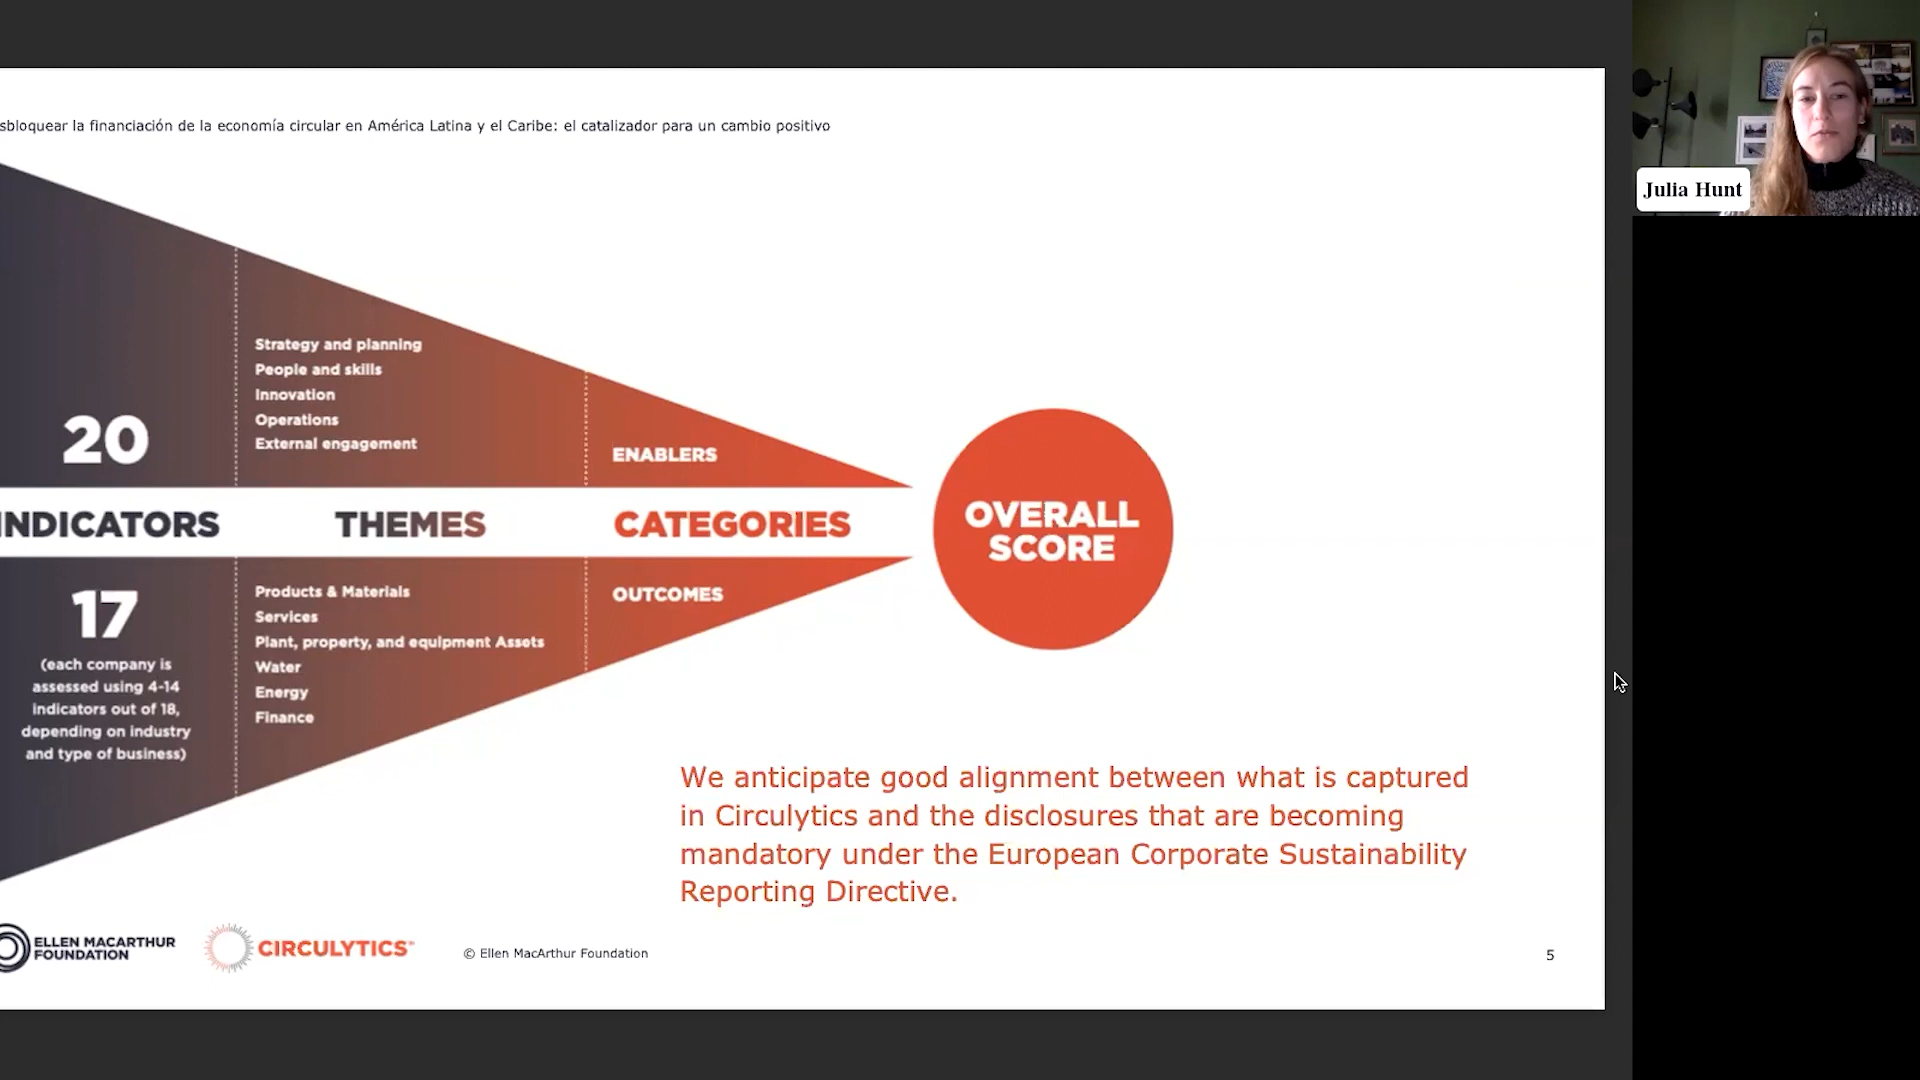 sbloquear la financiación de la economía circular en América Latina y el Caribe: el catalizador para un cambio positivo
Julia Hunt
20
Strategy and planning
People and skills
Innovation
Operations
External engagement
ENABLERS
INDICATORS
THEMES
CATEGORIES
OVERALL
SCORE
17
(each company is
assessed using 4-14
indicators out of 18,
depending on industry
and type of business)
Products & Materials
Services
Plant, property, and equipment Assets
Water
Energy
Finance
OUTCOMES
We anticipate good alignment between what is captured
in Circulytics and the disclosures that are becoming
mandatory under the European Corporate Sustainability
Reporting Directive.
ELLEN MACARTHUR
FOUNDATION
CIRCULYTICS™
© Ellen MacArthur Foundation
5